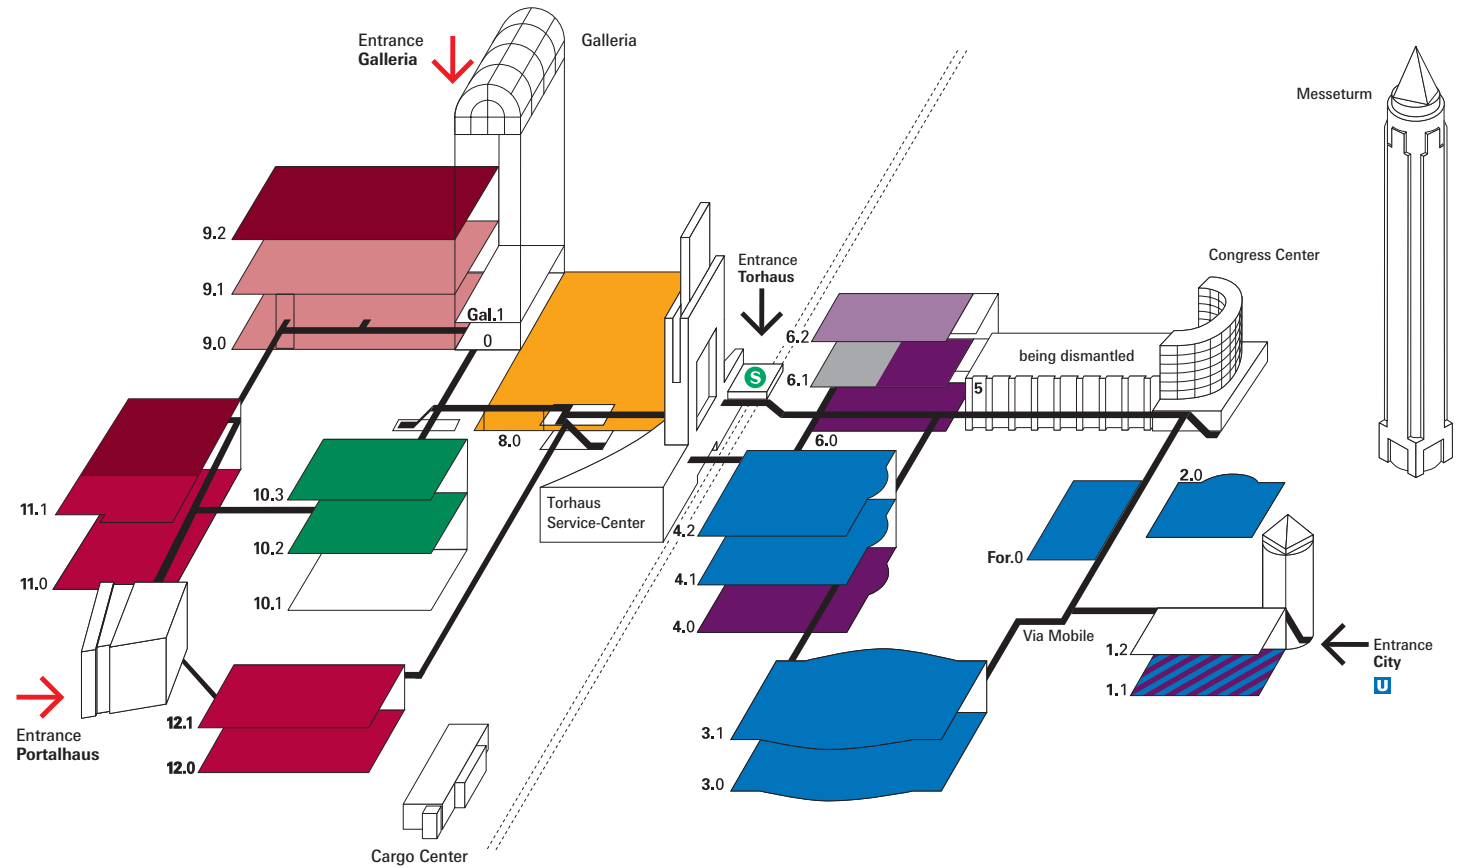 Entrance
Galleria
Galleria
Messeturm
9.2
9.1
9.0
Gal.1
0
Entrance
Torhaus
S
Congress Center
6.2
6.1
6.0
being dismantled
5
8.0
4
11.1
11.0
10.3
10.2
10.1
Torhaus
Service-Center
4.2
4.1
4.0
2.0
For.0
Via Mobile
1.2
1.1
Entrance
City
U
Entrance
Portalhaus
12.1
12.0
3.1
3.0
Cargo Center